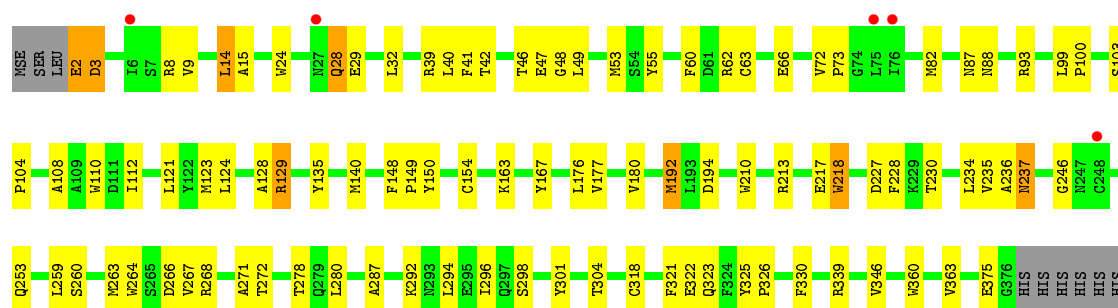 MSE SER LEU E2 D3 I6 S7 R8 V9 L14 A15 W24 N27 Q28 E29 L32 R39 L40 F41 T42 T46 E47 G48 L49 M53 S54 Y55 F60 D61 R62 C63 E66 V72 P73 G74 L75 I76 M82 N87 N88 R93 L99 P100 S103
P104 A108 A109 W110 D111 I112 L121 Y122 M123 L124 A128 R129 Y135 M140 F148 P149 Y150 C154 K163 Y167 L176 V177 V180 M192 L193 D194 W210 R213 E217 W218 D227 F228 K229 T230 L234 V235 A236 N237 G246 N247 C248
Q253 L259 S260 M263 W264 S265 D266 V267 R268 A271 T272 T278 Q279 L280 A287 K292 N293 L294 E295 I296 Q297 S298 Y301 T304 C318 F321 E322 Q323 F324 Y325 P326 F330 R339 V346 W360 V363 E375 G376 HIS HIS HIS HIS HIS